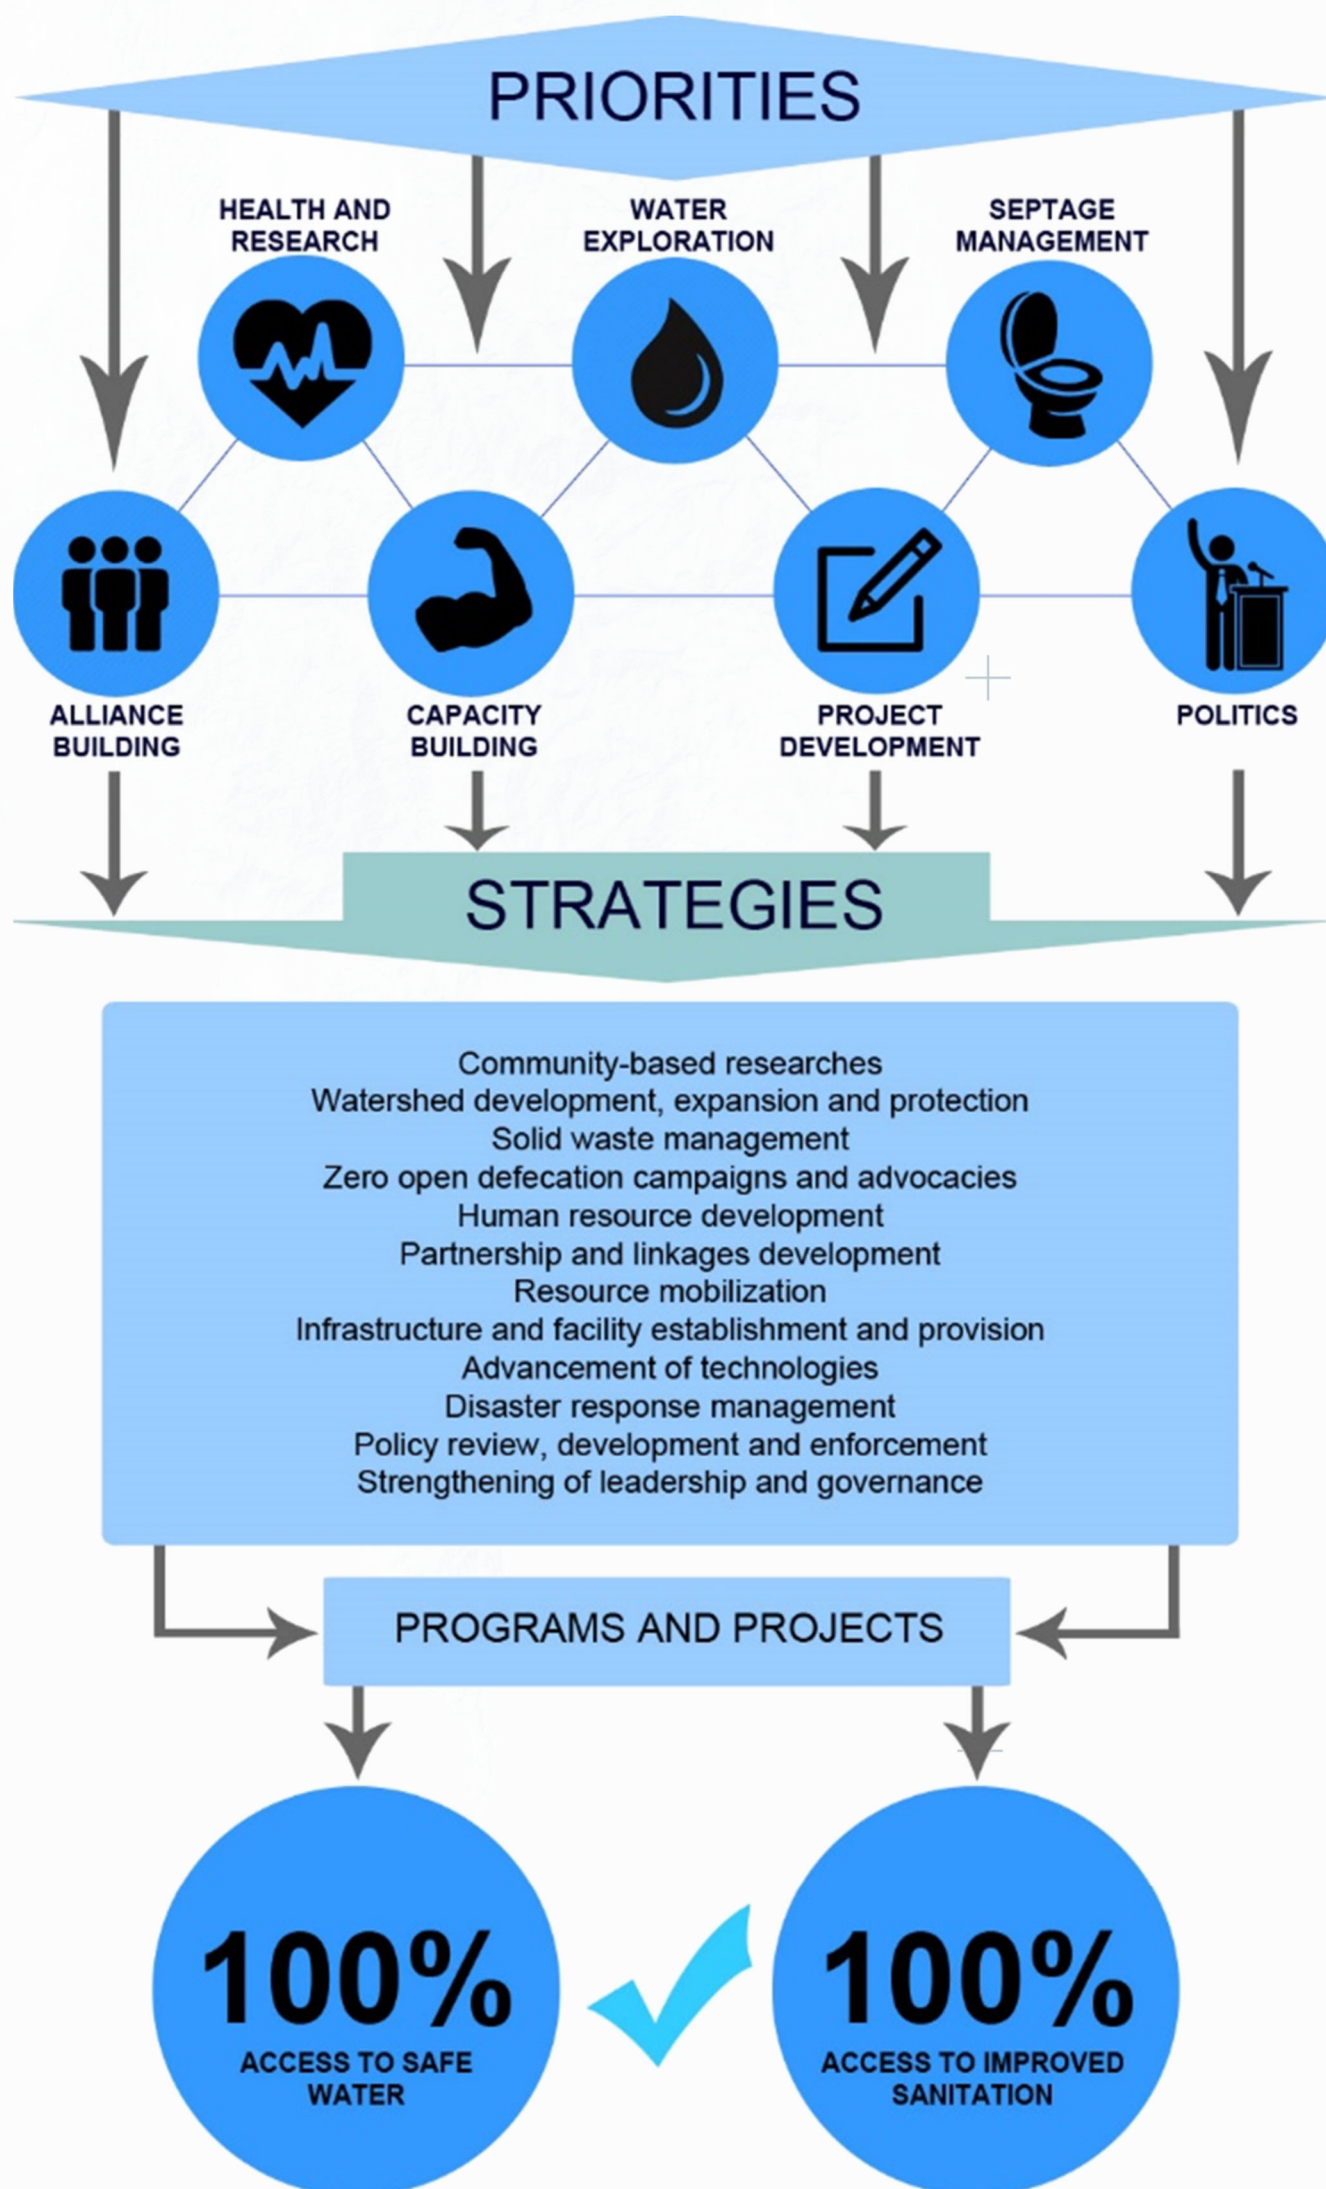 PRIORITIES
HEALTH AND
RESEARCH
WATER
EXPLORATION
SEPTAGE
MANAGEMENT
ALLIANCE
BUILDING
CAPACITY
BUILDING
PROJECT
DEVELOPMENT
POLITICS
STRATEGIES
Community-based researches
Watershed development, expansion and protection
Solid waste management
Zero open defecation campaigns and advocacies
Human resource development
Partnership and linkages development
Resource mobilization
Infrastructure and facility establishment and provision
Advancement of technologies
Disaster response management
Policy review, development and enforcement
Strengthening of leadership and governance
PROGRAMS AND PROJECTS
100%
ACCESS TO SAFE
WATER
100%
ACCESS TO IMPROVED
SANITATION